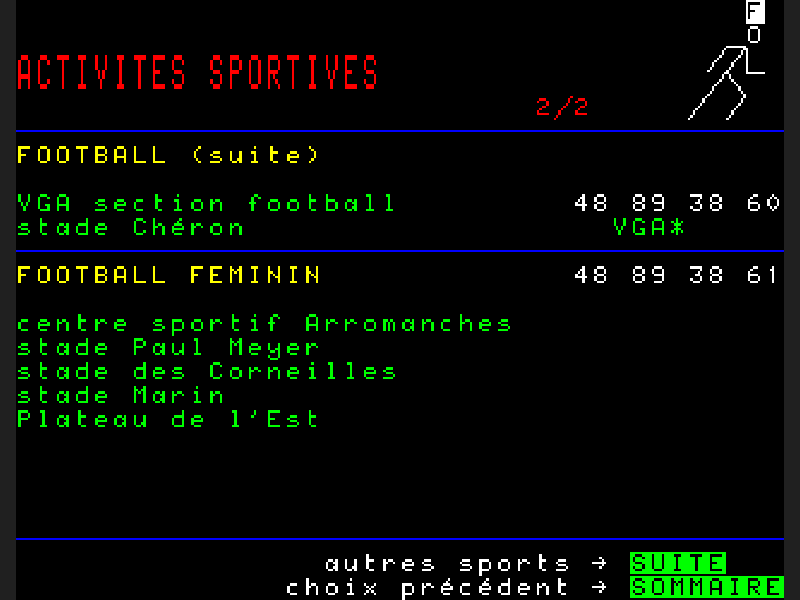 F
ACTIVITES SPORTIVES
2/2
FOOTBALL (suite)
VGA section football 48 89 38 60
stade Chéron VGA*
FOOTBALL FEMININ 48 89 38 61
centre sportif Arromanches
stade Paul Meyer
stade des Corneilles
stade Marin
Plateau de l'Est
autres sports → SUITE
choix précédent → SOMMAIRE